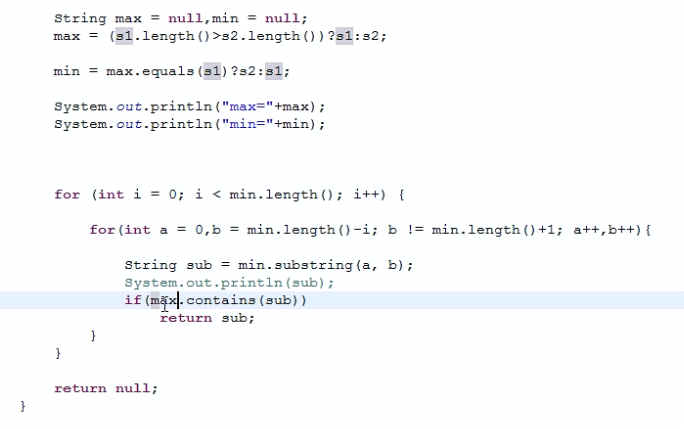 String max = null,min = null;
max = (s1.length()>s2.length())?s1:s2;
min = max.equals(s1)?s2:s1;
System.out.println("max="+max);
System.out.println("min="+min);
for (int i = 0; i < min.length(); i++) {
for(int a = 0,b = min.length()-i; b != min.length()+1; a++,b++){
String sub = min.substring(a, b);
System.out.println(sub);
if(max.contains(sub))
return sub;
}
}
return null;
}